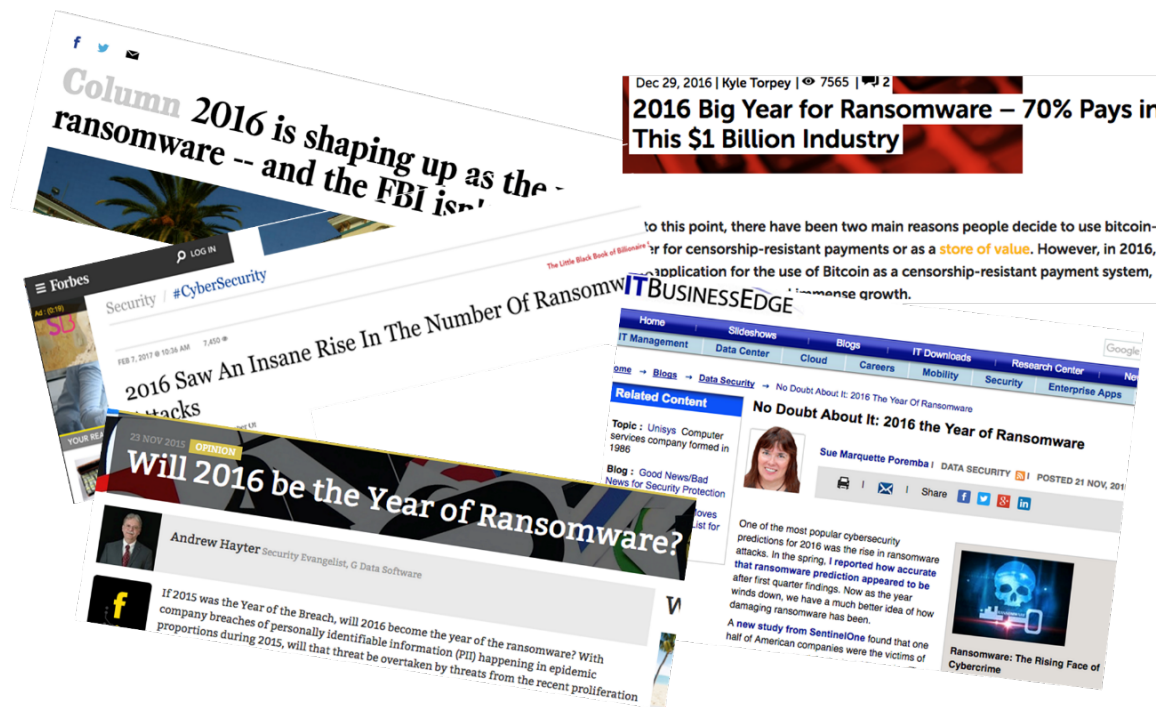 Column 2016 is shaping up as the
ransomware -- and the FBI isn't
Dec 29, 2016 | Kyle Torpey | 7565 | 2
2016 Big Year for Ransomware – 70% Pays in
This $1 Billion Industry
to this point, there have been two main reasons people decide to use bitcoin-
er for censorship-resistant payments or as a store of value. However, in 2016,
application for the use of Bitcoin as a censorship-resistant payment system,
immense growth.
Forbes
LOG IN
The Little Black Book of Billionaire
Ad : (0:19)
Security / #CyberSecurity
FEB 7, 2017 @ 10:36 AM 7,450
2016 Saw An Insane Rise In The Number Of Ransomw
Attacks
YOUR REA
23 NOV 2015 OPINION
Will 2016 be the Year of Ransomware?
Andrew Hayter Security Evangelist, G Data Software
f
If 2015 was the Year of the Breach, will 2016 become the year of the ransomware? With
company breaches of personally identifiable information (PII) happening in epidemic
proportions during 2015, will that threat be overtaken by threats from the recent proliferation
ITBUSINESSEDGE
Home Slideshows Blogs IT Downloads Research Center Ne
Google
IT Management Data Center Cloud Careers Mobility Security Enterprise Apps
ome → Blogs → Data Security → No Doubt About It: 2016 The Year Of Ransomware
Related Content
Topic : Unisys Computer
services company formed in
1986
Blog : Good News/Bad
News for Security Protection
oves
List for
No Doubt About It: 2016 the Year of Ransomware
Sue Marquette Poremba | DATA SECURITY | POSTED 21 NOV, 201
Share
One of the most popular cybersecurity
predictions for 2016 was the rise in ransomware
attacks. In the spring, I reported how accurate
that ransomware prediction appeared to be
after first quarter findings. Now as the year
winds down, we have a much better idea of how
damaging ransomware has been.
A new study from SentinelOne found that one
half of American companies were the victims of
Ransomware: The Rising Face of
Cybercrime